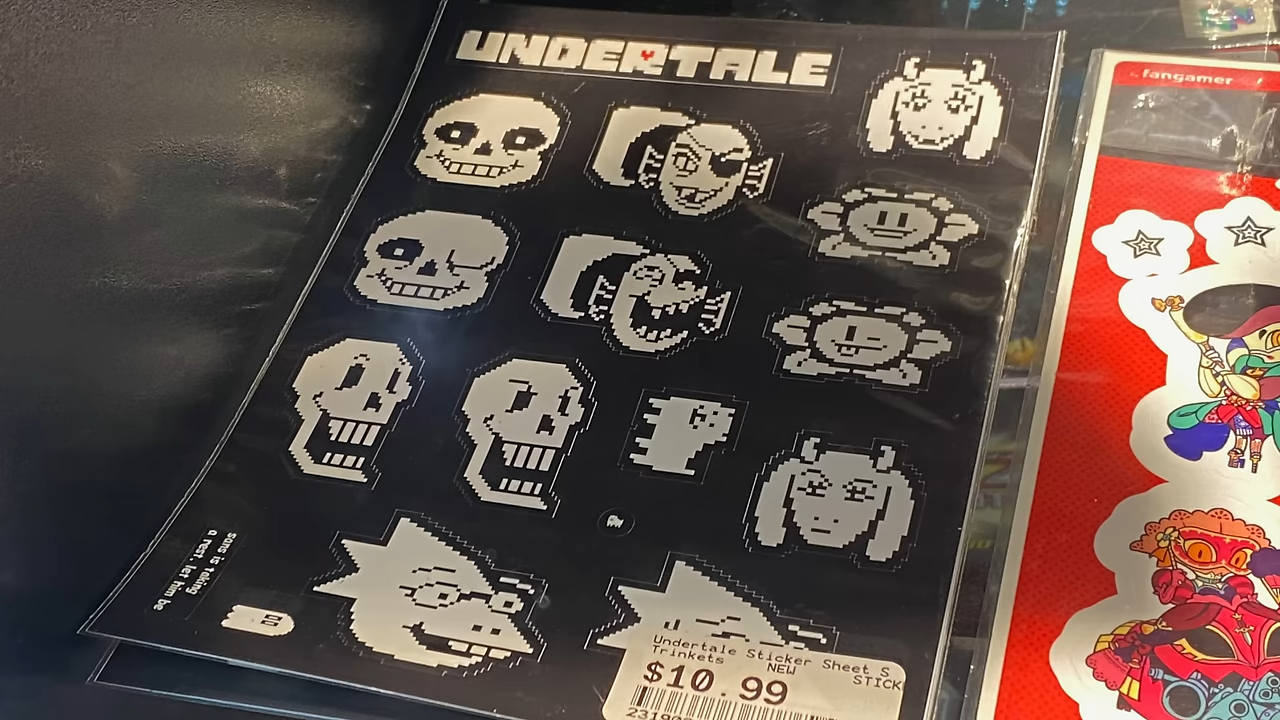 UNDERTALE
fangamer
sans is taking
a rest. let him be
Undertale Sticker Sheet S
Trinkets NEW STICK
$10.99